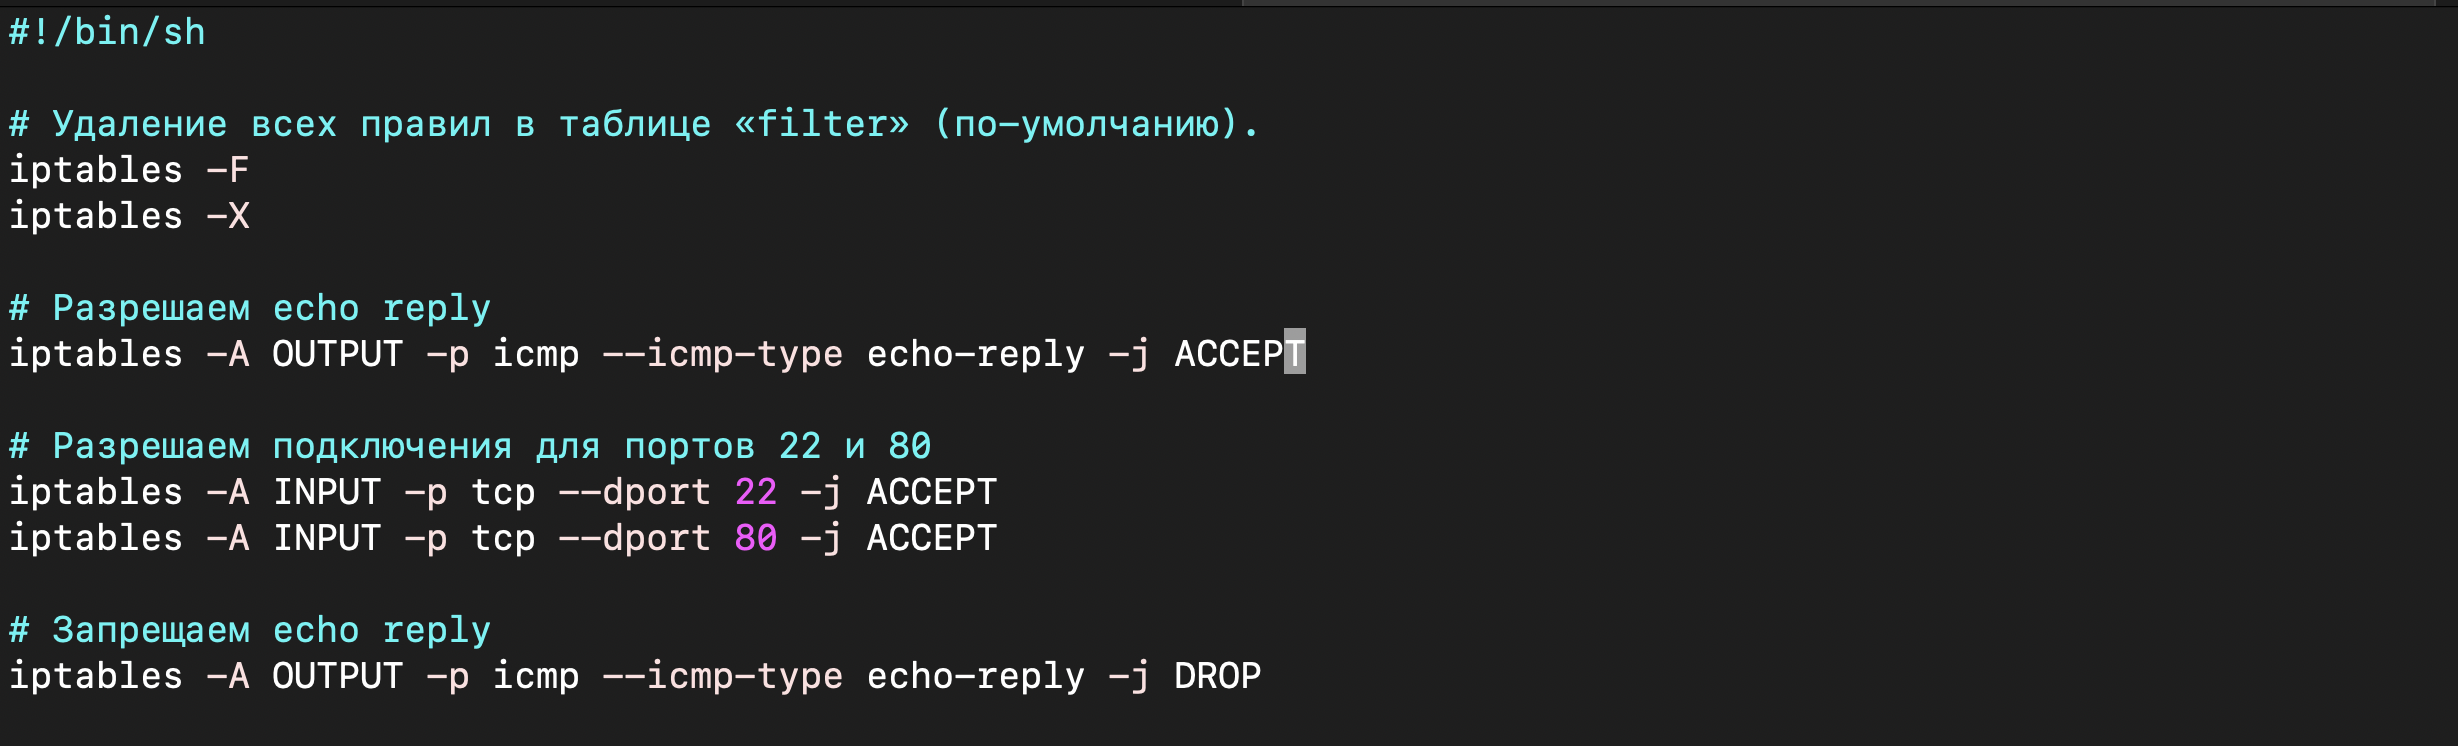 #!/bin/sh
# Удаление всех правил в таблице «filter» (по-умолчанию).
iptables -F
iptables -X
# Разрешаем echo reply
iptables -A OUTPUT -p icmp --icmp-type echo-reply -j ACCEPT
# Разрешаем подключения для портов 22 и 80
iptables -A INPUT -p tcp --dport 22 -j ACCEPT
iptables -A INPUT -p tcp --dport 80 -j ACCEPT
# Запрещаем echo reply
iptables -A OUTPUT -p icmp --icmp-type echo-reply -j DROP